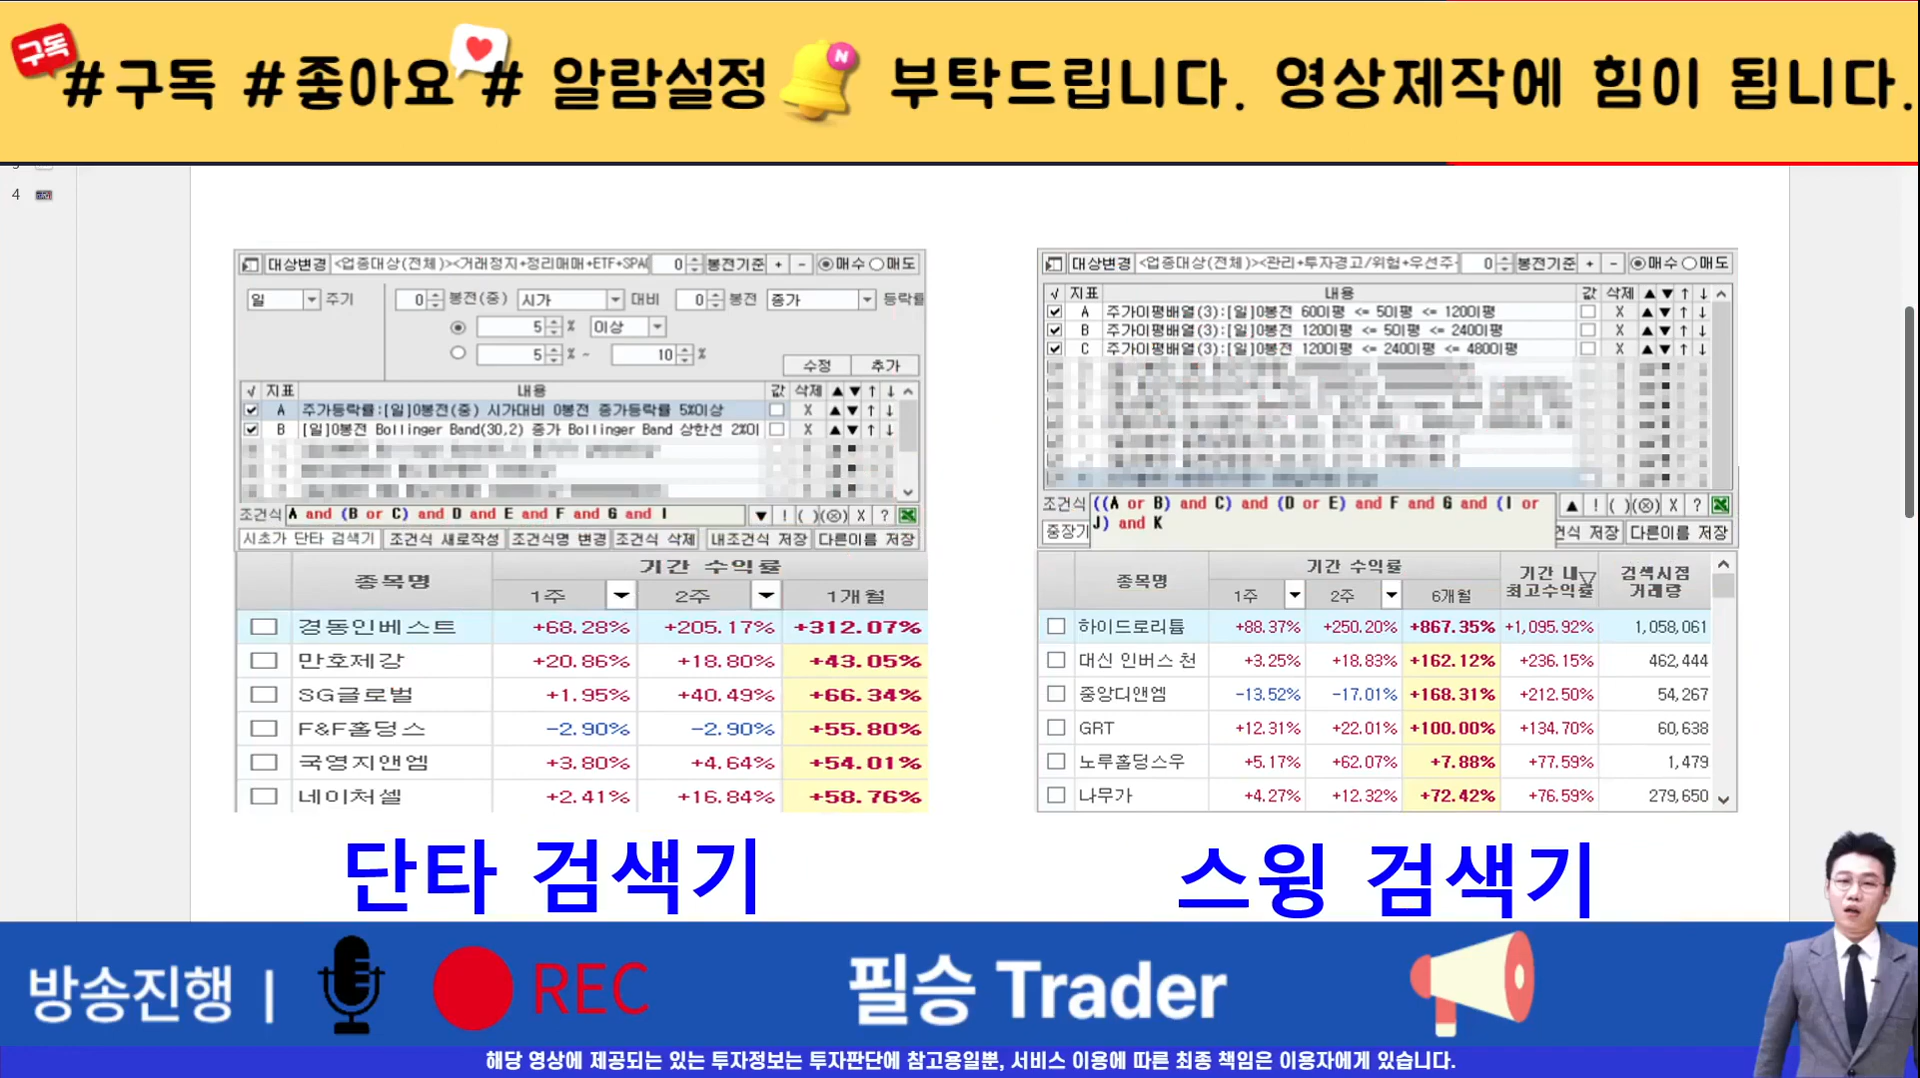 구독
#구독 #좋아요 # 알람설정 N 부탁드립니다. 영상제작에 힘이 됩니다.
4
대상변경 <업종대상(전체)><거래정지+정리매매+ETF+SPA( 0 봉전기준 + - 매수 매도
일 주기 0 봉전(중) 시가 대비 0 봉전 종가 등락률
5 % 이상
5 % ~ 10 %
수정 추가
√ 지표 내용 값 삭제 ▲ ▼ ↑ ↓
A 주가등락률:[일]0봉전(중) 시가대비 0봉전 종가등락률 5%이상 X ▲ ▼ ↑ ↓
B [일]0봉전 Bollinger Band(30,2) 종가 Bollinger Band 상한선 2%이 X ▲ ▼ ↑ ↓
조건식 A and (B or C) and D and E and F and G and I ▼ ! ( ) (⊗) X ?
시초가 단타 검색기 조건식 새로작성 조건식명 변경 조건식 삭제 내조건식 저장 다른이름 저장
종목명 기간 수익률
1주 2주 1개월
경동인베스트 +68.28% +205.17% +312.07%
만호제강 +20.86% +18.80% +43.05%
SG글로벌 +1.95% +40.49% +66.34%
F&F홀딩스 -2.90% -2.90% +55.80%
국영지앤엠 +3.80% +4.64% +54.01%
네이처셀 +2.41% +16.84% +58.76%
단타 검색기
대상변경 <업종대상(전체)><관리+투자경고/위험+우선주+ 0 봉전기준 + - 매수 매도
√ 지표 내용 값 삭제 ▲ ▼ ↑ ↓
A 주가이평배열(3):[일]0봉전 60이평 <= 5이평 <= 120이평 X ▲ ▼ ↑ ↓
B 주가이평배열(3):[일]0봉전 120이평 <= 5이평 <= 240이평 X ▲ ▼ ↑ ↓
C 주가이평배열(3):[일]0봉전 120이평 <= 240이평 <= 480이평 X ▲ ▼ ↑ ↓
조건식 ((A or B) and C) and (D or E) and F and G and (I or ▲ ! ( ) (⊗) X ?
J) and K
중장기 건식 저장 다른이름 저장
종목명 기간 수익률 기간 내 최고수익률 검색시점 거래량
1주 2주 6개월
하이드로리튬 +88.37% +250.20% +867.35% +1,095.92% 1,058,061
대신 인버스 천 +3.25% +18.83% +162.12% +236.15% 462,444
중앙디앤엠 -13.52% -17.01% +168.31% +212.50% 54,267
GRT +12.31% +22.01% +100.00% +134.70% 60,638
노루홀딩스우 +5.17% +62.07% +7.88% +77.59% 1,479
나무가 +4.27% +12.32% +72.42% +76.59% 279,650
스윙 검색기
방송진행 | REC 필승 Trader
해당 영상에 제공되는 있는 투자정보는 투자판단에 참고용일뿐, 서비스 이용에 따른 최종 책임은 이용자에게 있습니다.